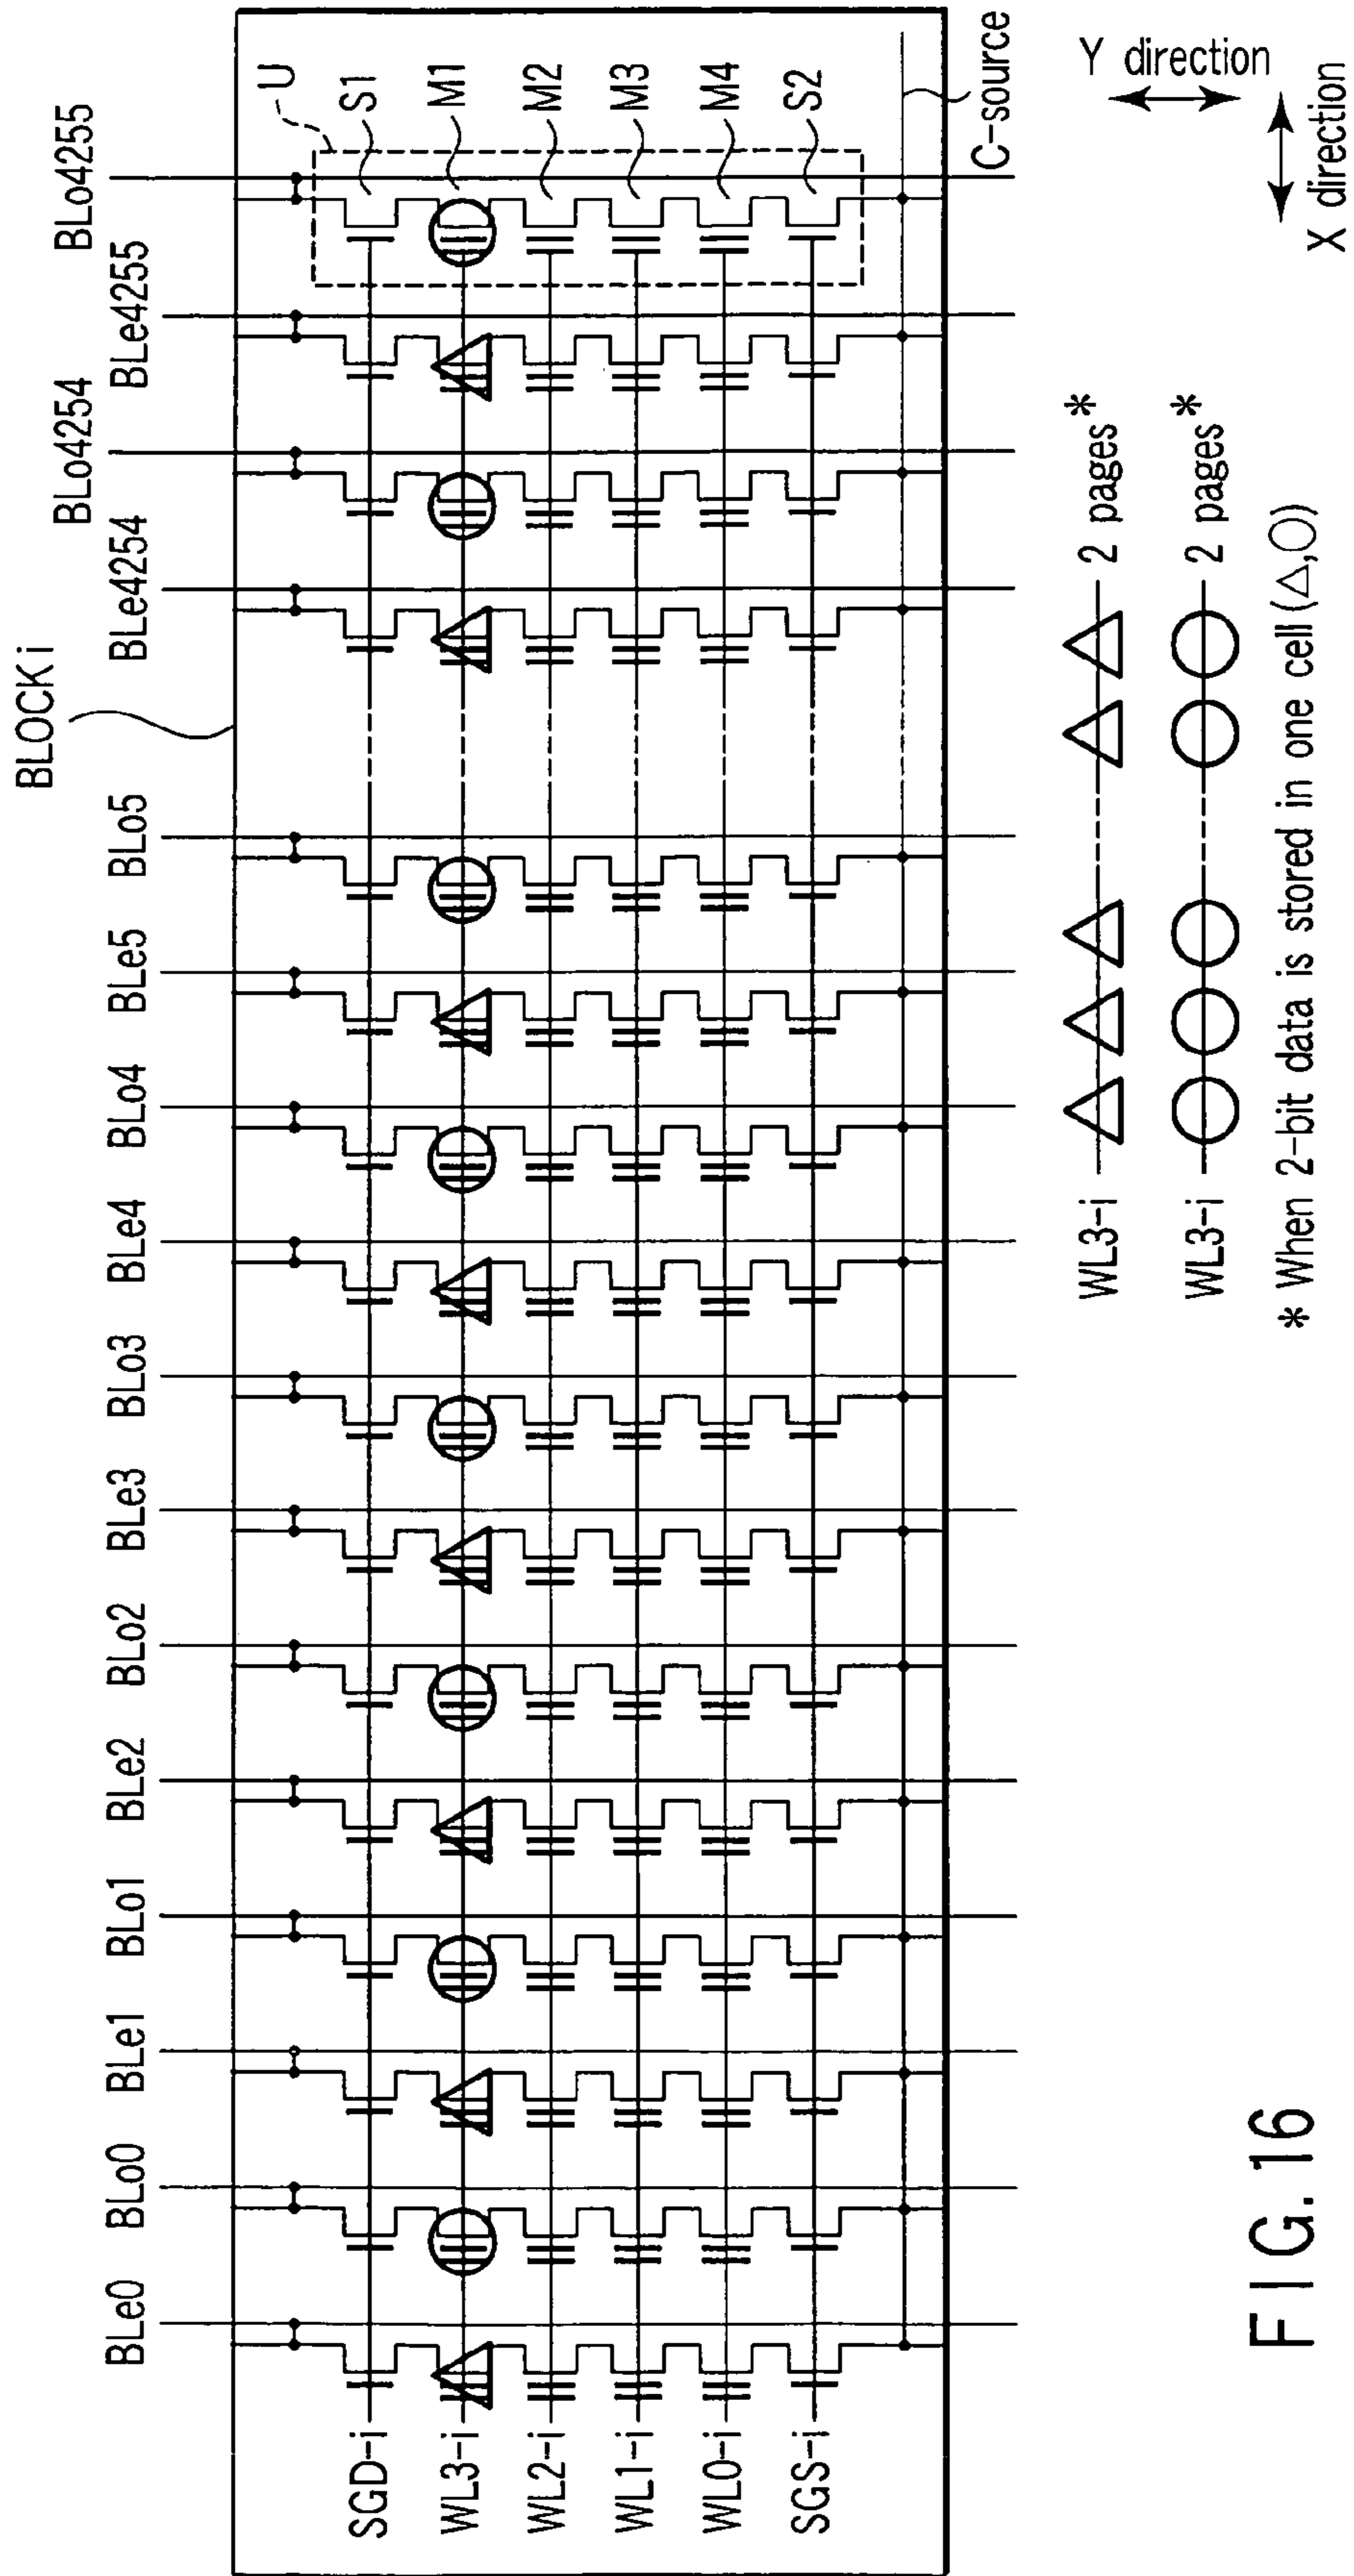 BLOCKi
BLe0 BLo0 BLe1 BLo1 BLe2 BLo2 BLe3 BLo3 BLe4 BLo4 BLe5 BLo5 BLe4254 BLo4254 BLe4255 BLo4255
U
SGD-i S1
WL3-i M1
WL2-i M2
WL1-i M3
WL0-i M4
SGS-i S2
C-source
WL3-i 2 pages*
WL3-i 2 pages*
* When 2-bit data is stored in one cell (△,○)
Y direction
X direction
FIG. 16